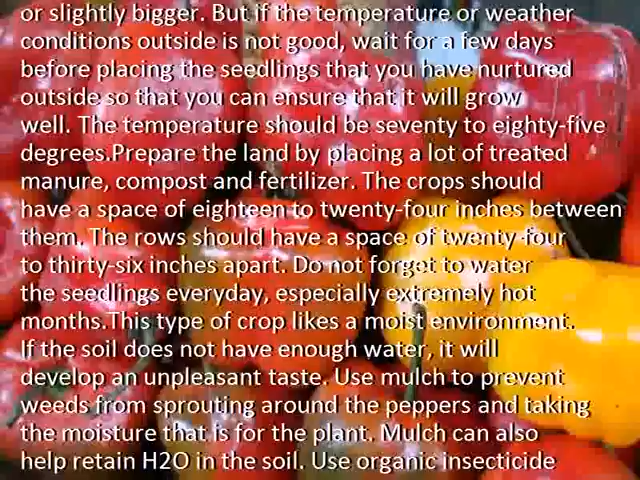 or slightly bigger. But if the temperature or weather
conditions outside is not good, wait for a few days
before placing the seedlings that you have nurtured
outside so that you can ensure that it will grow
well. The temperature should be seventy to eighty-five
degrees.Prepare the land by placing a lot of treated
manure, compost and fertilizer. The crops should
have a space of eighteen to twenty-four inches between
them. The rows should have a space of twenty-four
to thirty-six inches apart. Do not forget to water
the seedlings everyday, especially extremely hot
months.This type of crop likes a moist environment.
If the soil does not have enough water, it will
develop an unpleasant taste. Use mulch to prevent
weeds from sprouting around the peppers and taking
the moisture that is for the plant. Mulch can also
help retain H2O in the soil. Use organic insecticide